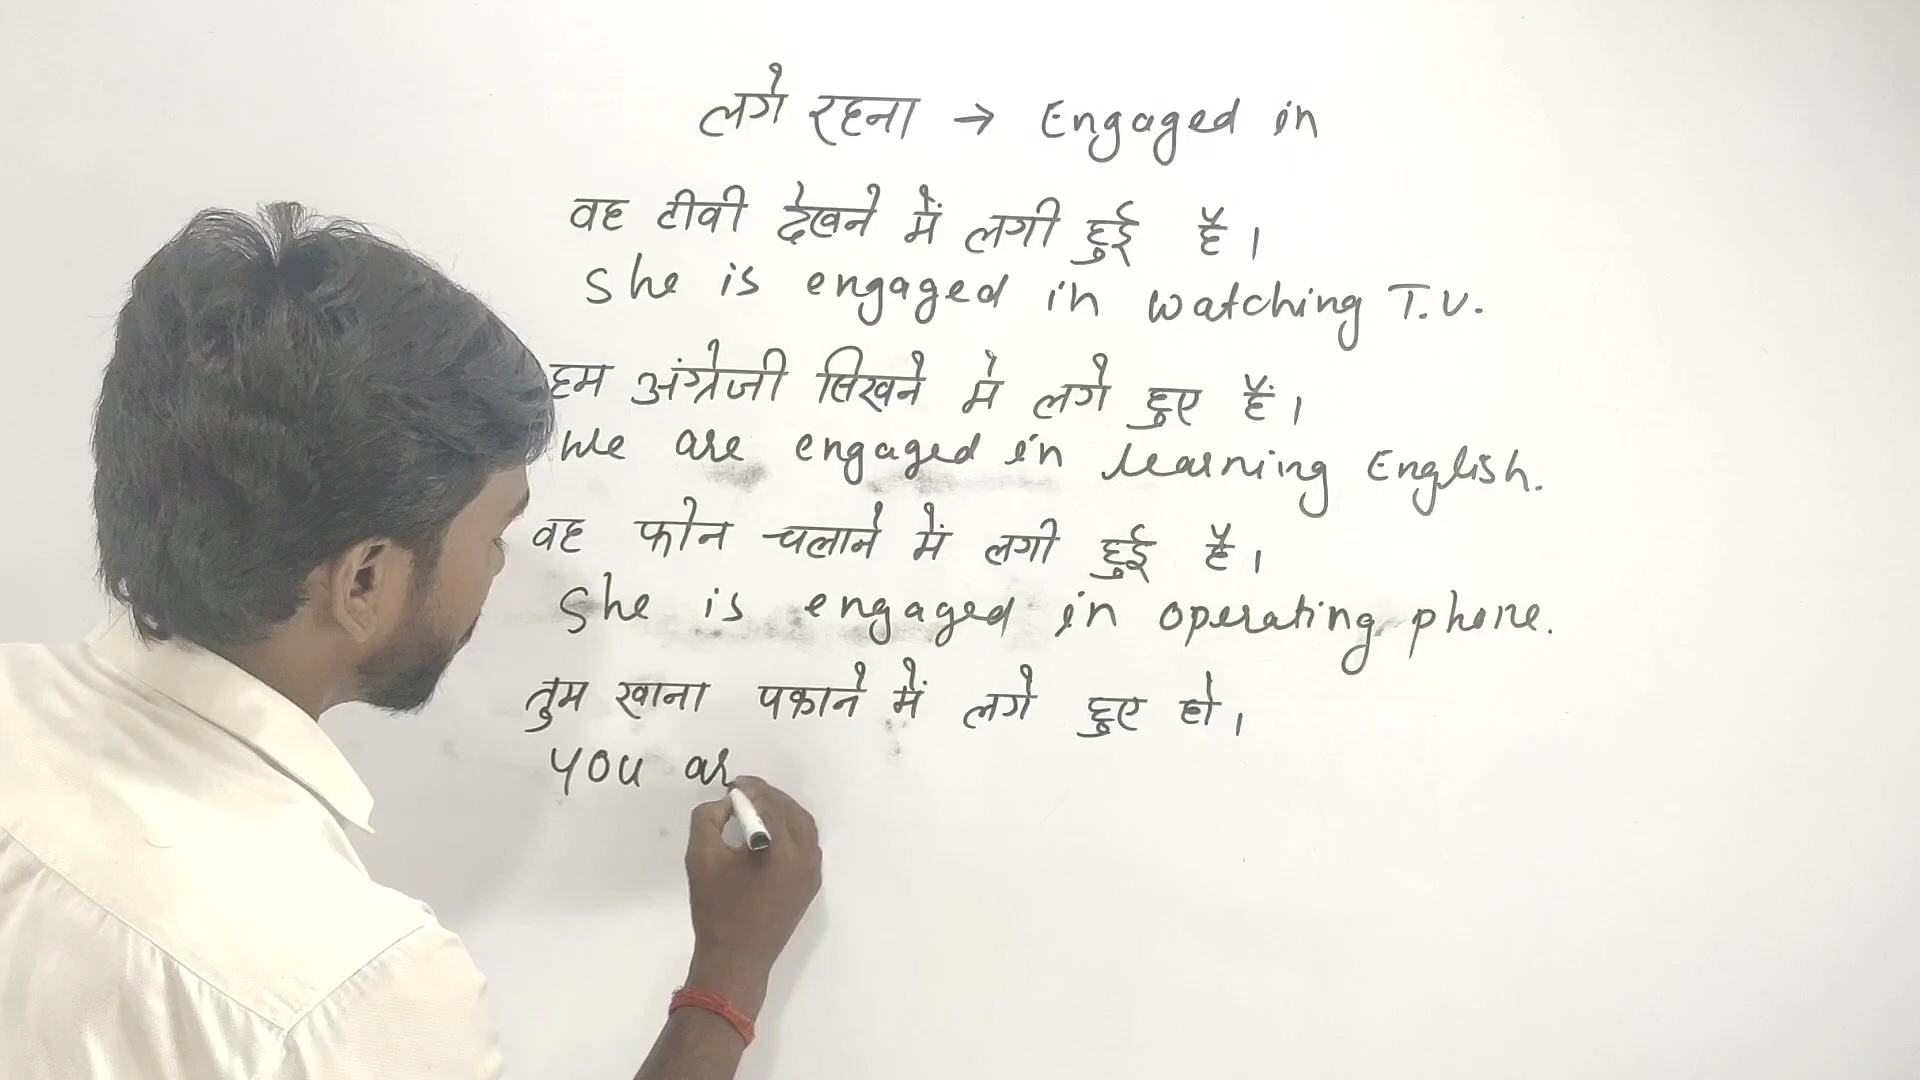 लगे रहना → Engaged in
वह टीवी देखने में लगी हुई है।
She is engaged in watching T.V.
हम अंग्रेजी सिखने मे लगे हुए हैं।
We are engaged in learning English.
वह फोन चलाने में लगी हुई है।
She is engaged in operating phone.
तुम खाना पकाने में लगे हुए हो।
you ar